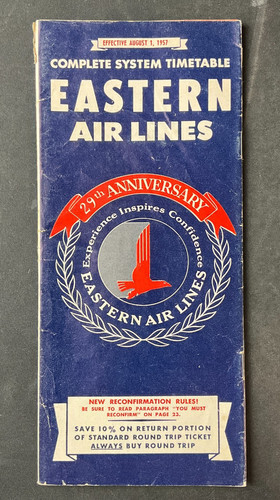 EFFECTIVE AUGUST 1, 1957
COMPLETE SYSTEM TIMETABLE
EASTERN
AIR LINES
29th ANNIVERSARY
Experience Inspires Confidence
EASTERN AIR LINES
NEW RECONFIRMATION RULES!
BE SURE TO READ PARAGRAPH "YOU MUST
RECONFIRM" ON PAGE 23.
SAVE 10% ON RETURN PORTION
OF STANDARD ROUND TRIP TICKET
ALWAYS BUY ROUND TRIP